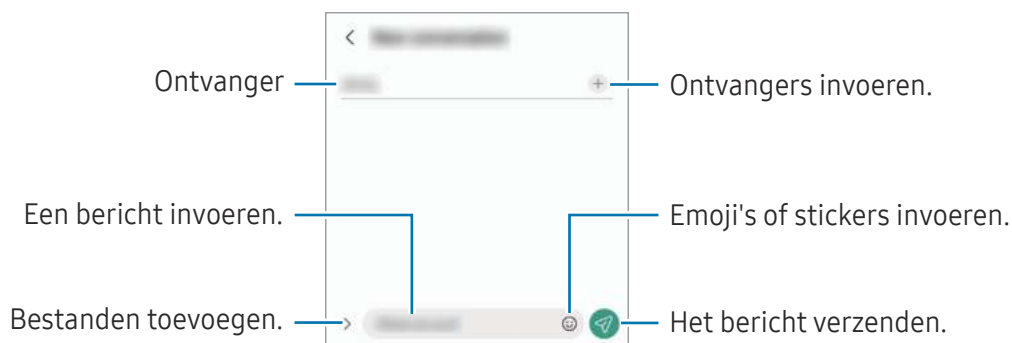 Ontvanger
Ontvangers invoeren.
Een bericht invoeren.
Emoji's of stickers invoeren.
Bestanden toevoegen.
Het bericht verzenden.